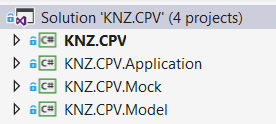 Solution 'KNZ.CPV' (4 projects)
C# KNZ.CPV
C# KNZ.CPV.Application
C# KNZ.CPV.Mock
C# KNZ.CPV.Model